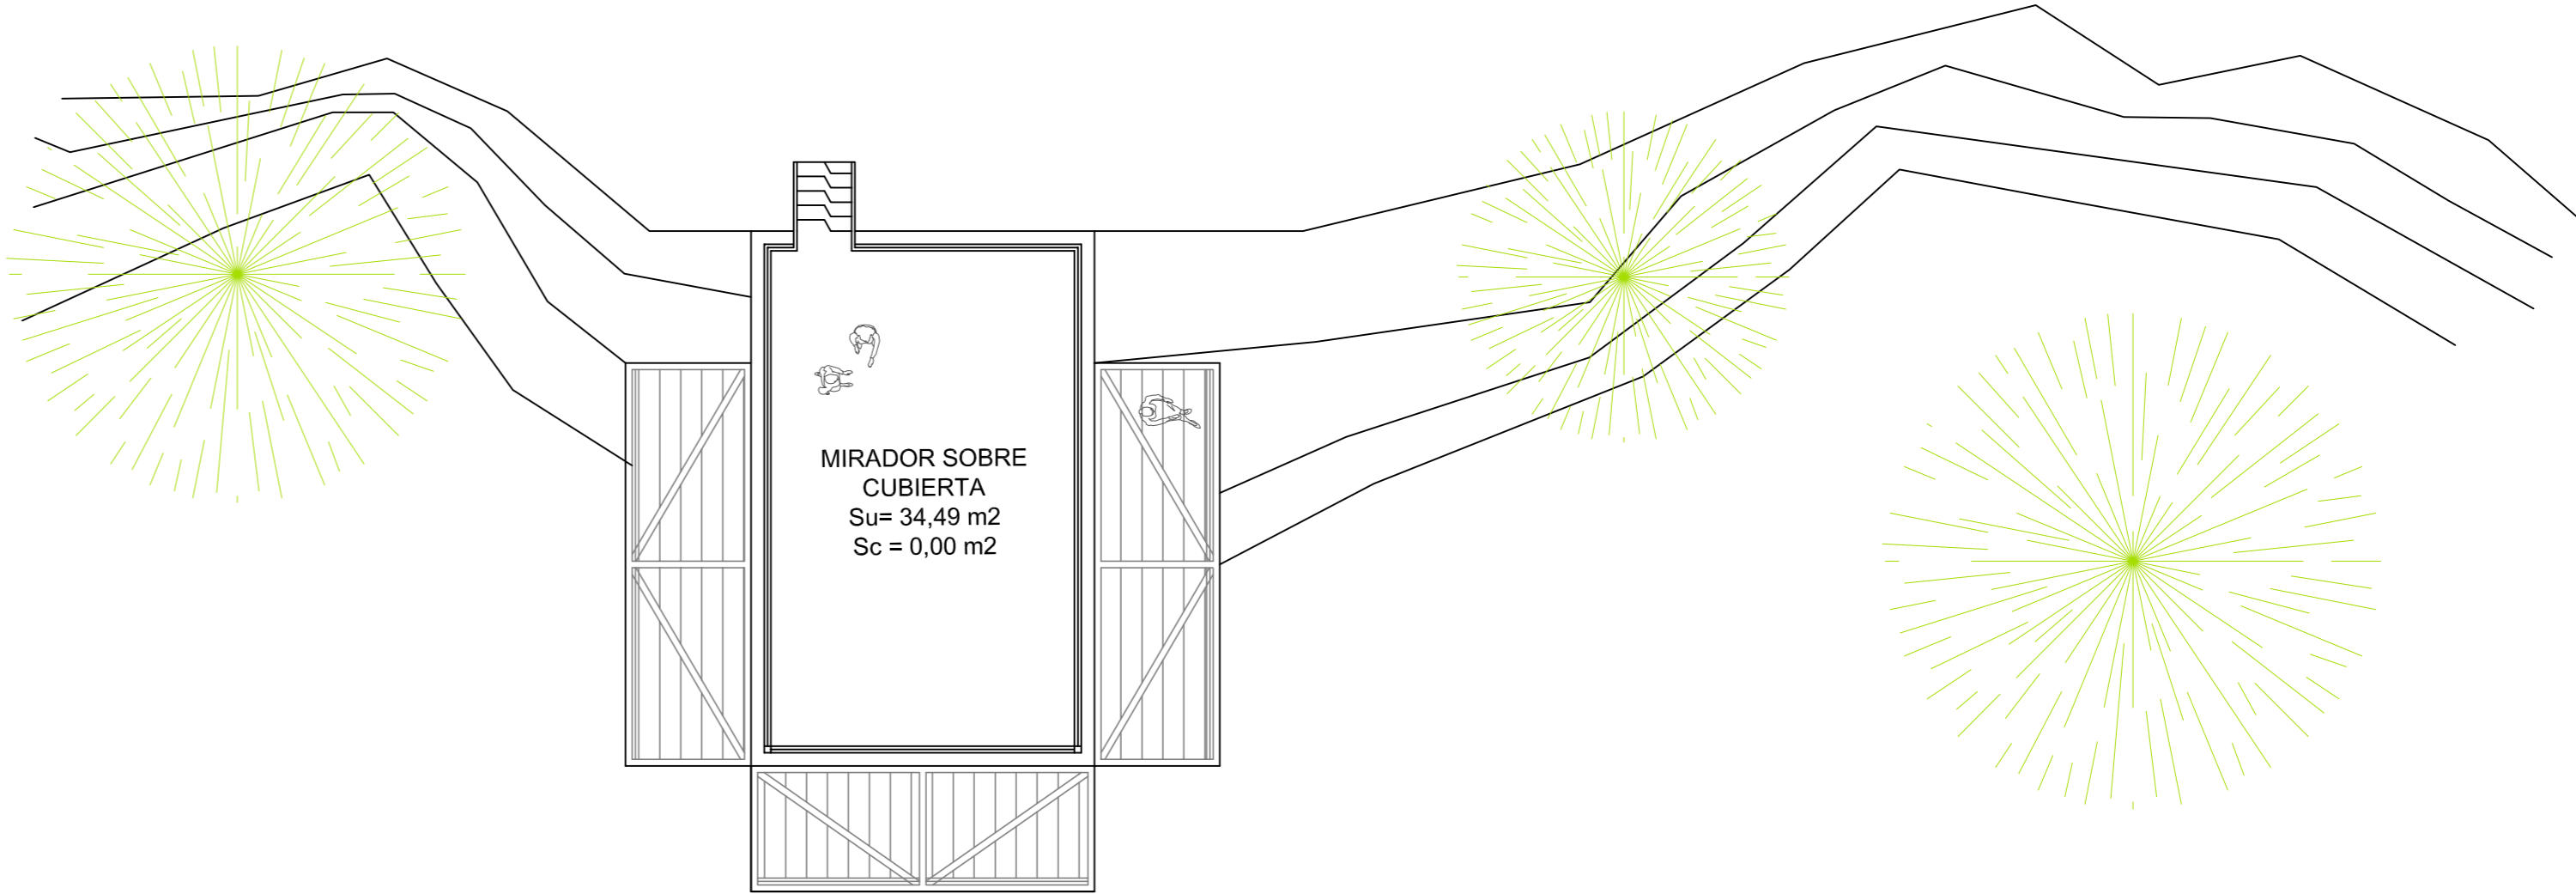 MIRADOR SOBRE
CUBIERTA
Su= 34,49 m2
Sc = 0,00 m2